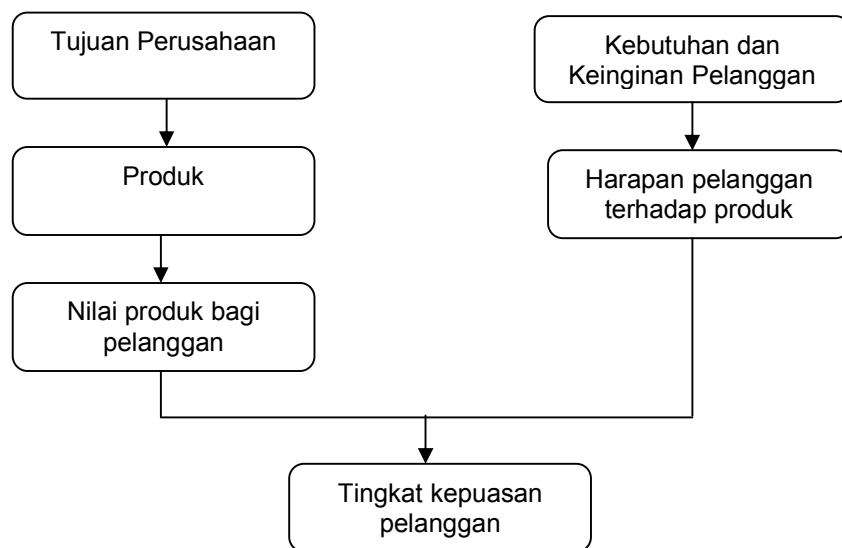 Tujuan Perusahaan
Kebutuhan dan
Keinginan Pelanggan
Produk
Harapan pelanggan
terhadap produk
Nilai produk bagi
pelanggan
Tingkat kepuasan
pelanggan